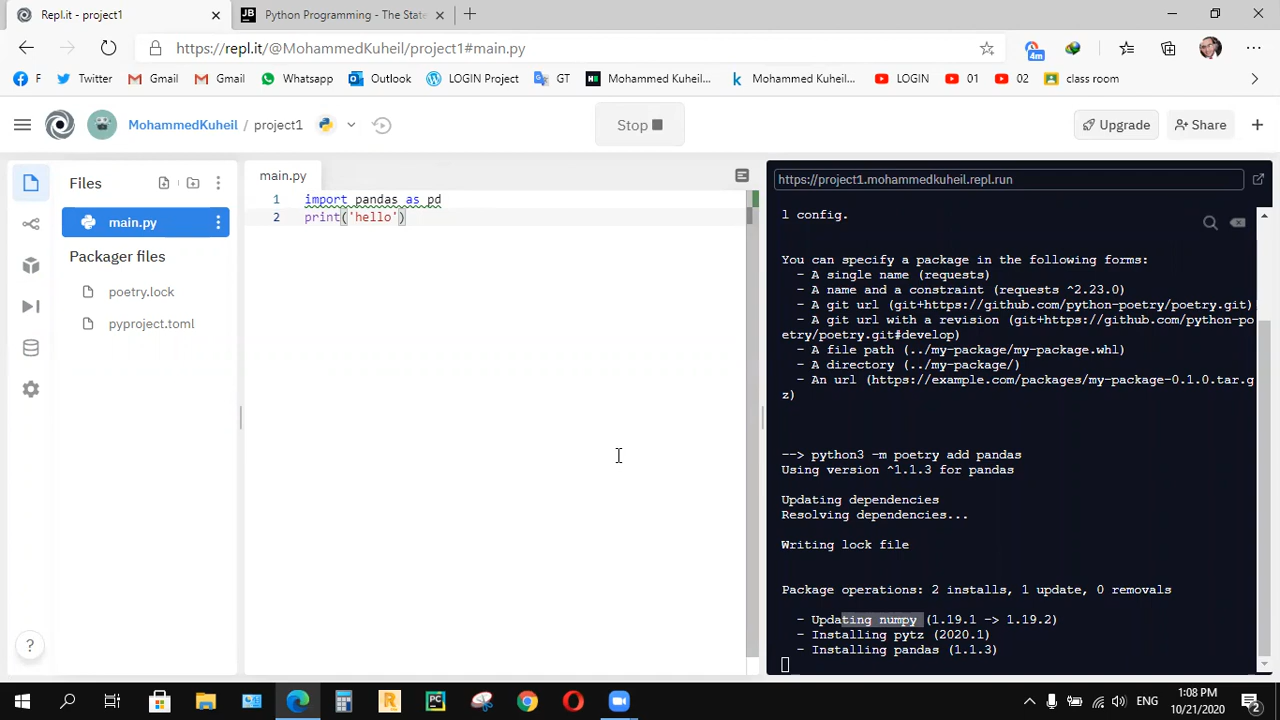 Repl.it - project1
Python Programming - The State
https://repl.it/@MohammedKuheil/project1#main.py
4m
F
Twitter
Gmail
Gmail
Whatsapp
Outlook
LOGIN Project
GT
Mohammed Kuheil...
Mohammed Kuheil...
LOGIN
01
02
class room
MohammedKuheil / project1
Stop
Upgrade
Share
Files
main.py
Packager files
poetry.lock
pyproject.toml
main.py
1 import pandas as pd
2 print('hello')
https://project1.mohammedkuheil.repl.run
l config.
You can specify a package in the following forms:
- A single name (requests)
- A name and a constraint (requests ^2.23.0)
- A git url (git+https://github.com/python-poetry/poetry.git)
- A git url with a revision (git+https://github.com/python-po
etry/poetry.git#develop)
- A file path (../my-package/my-package.whl)
- A directory (../my-package/)
- An url (https://example.com/packages/my-package-0.1.0.tar.g
z)
--> python3 -m poetry add pandas
Using version ^1.1.3 for pandas
Updating dependencies
Resolving dependencies...
Writing lock file
Package operations: 2 installs, 1 update, 0 removals
- Updating numpy (1.19.1 -> 1.19.2)
- Installing pytz (2020.1)
- Installing pandas (1.1.3)
?
ENG
1:08 PM
10/21/2020
2